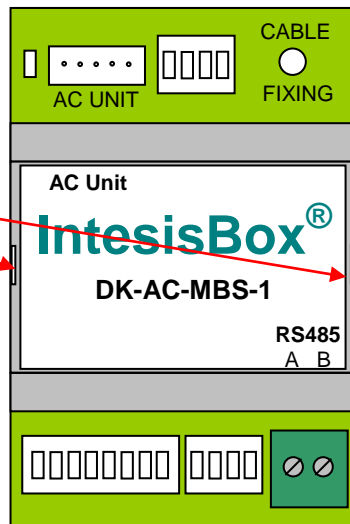 CABLE
FIXING
AC UNIT
AC Unit
IntesisBox®
DK-AC-MBS-1
RS485
A B